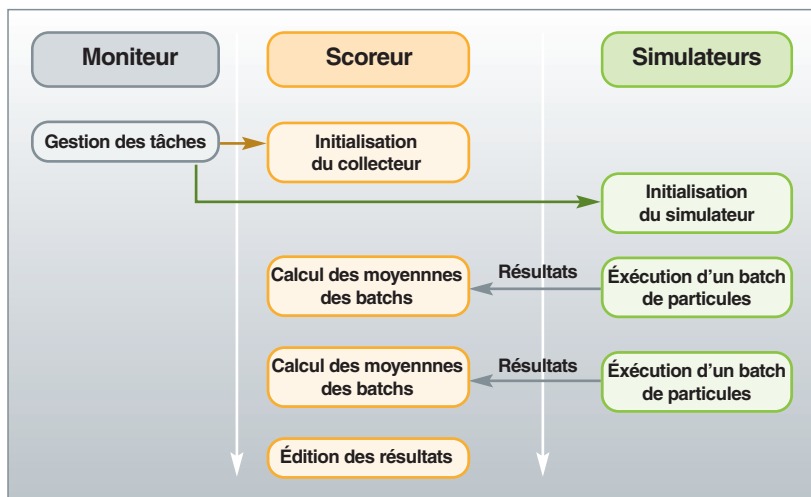 Moniteur
Scoreur
Simulateurs
Gestion des tâches
Initialisation
du collecteur
Initialisation
du simulateur
Calcul des moyennnes
des batchs
Résultats
Éxécution d'un batch
de particules
Calcul des moyennnes
des batchs
Résultats
Éxécution d'un batch
de particules
Édition des résultats